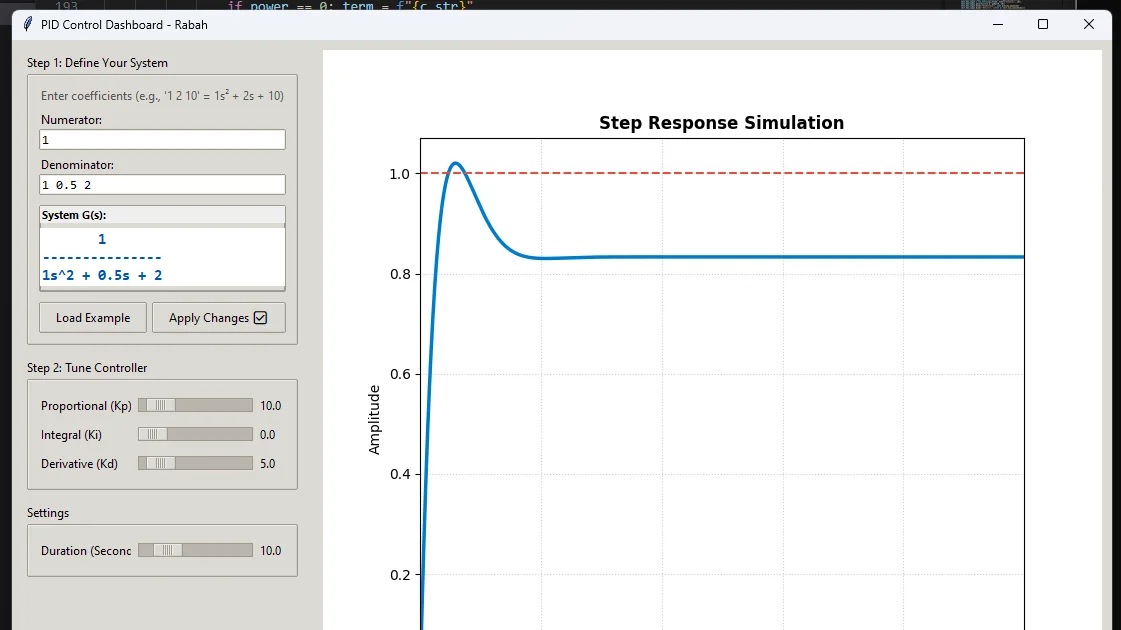 193 if power == 0: term = f"{c_str}"
PID Control Dashboard - Rabah
Step 1: Define Your System
Enter coefficients (e.g., '1 2 10' = 1s² + 2s + 10)
Numerator:
1
Denominator:
1 0.5 2
System G(s):
1
---------------
1s^2 + 0.5s + 2
Load Example
Apply Changes
Step 2: Tune Controller
Proportional (Kp) 10.0
Integral (Ki) 0.0
Derivative (Kd) 5.0
Settings
Duration (Secon 10.0
Step Response Simulation
Amplitude
1.0
0.8
0.6
0.4
0.2